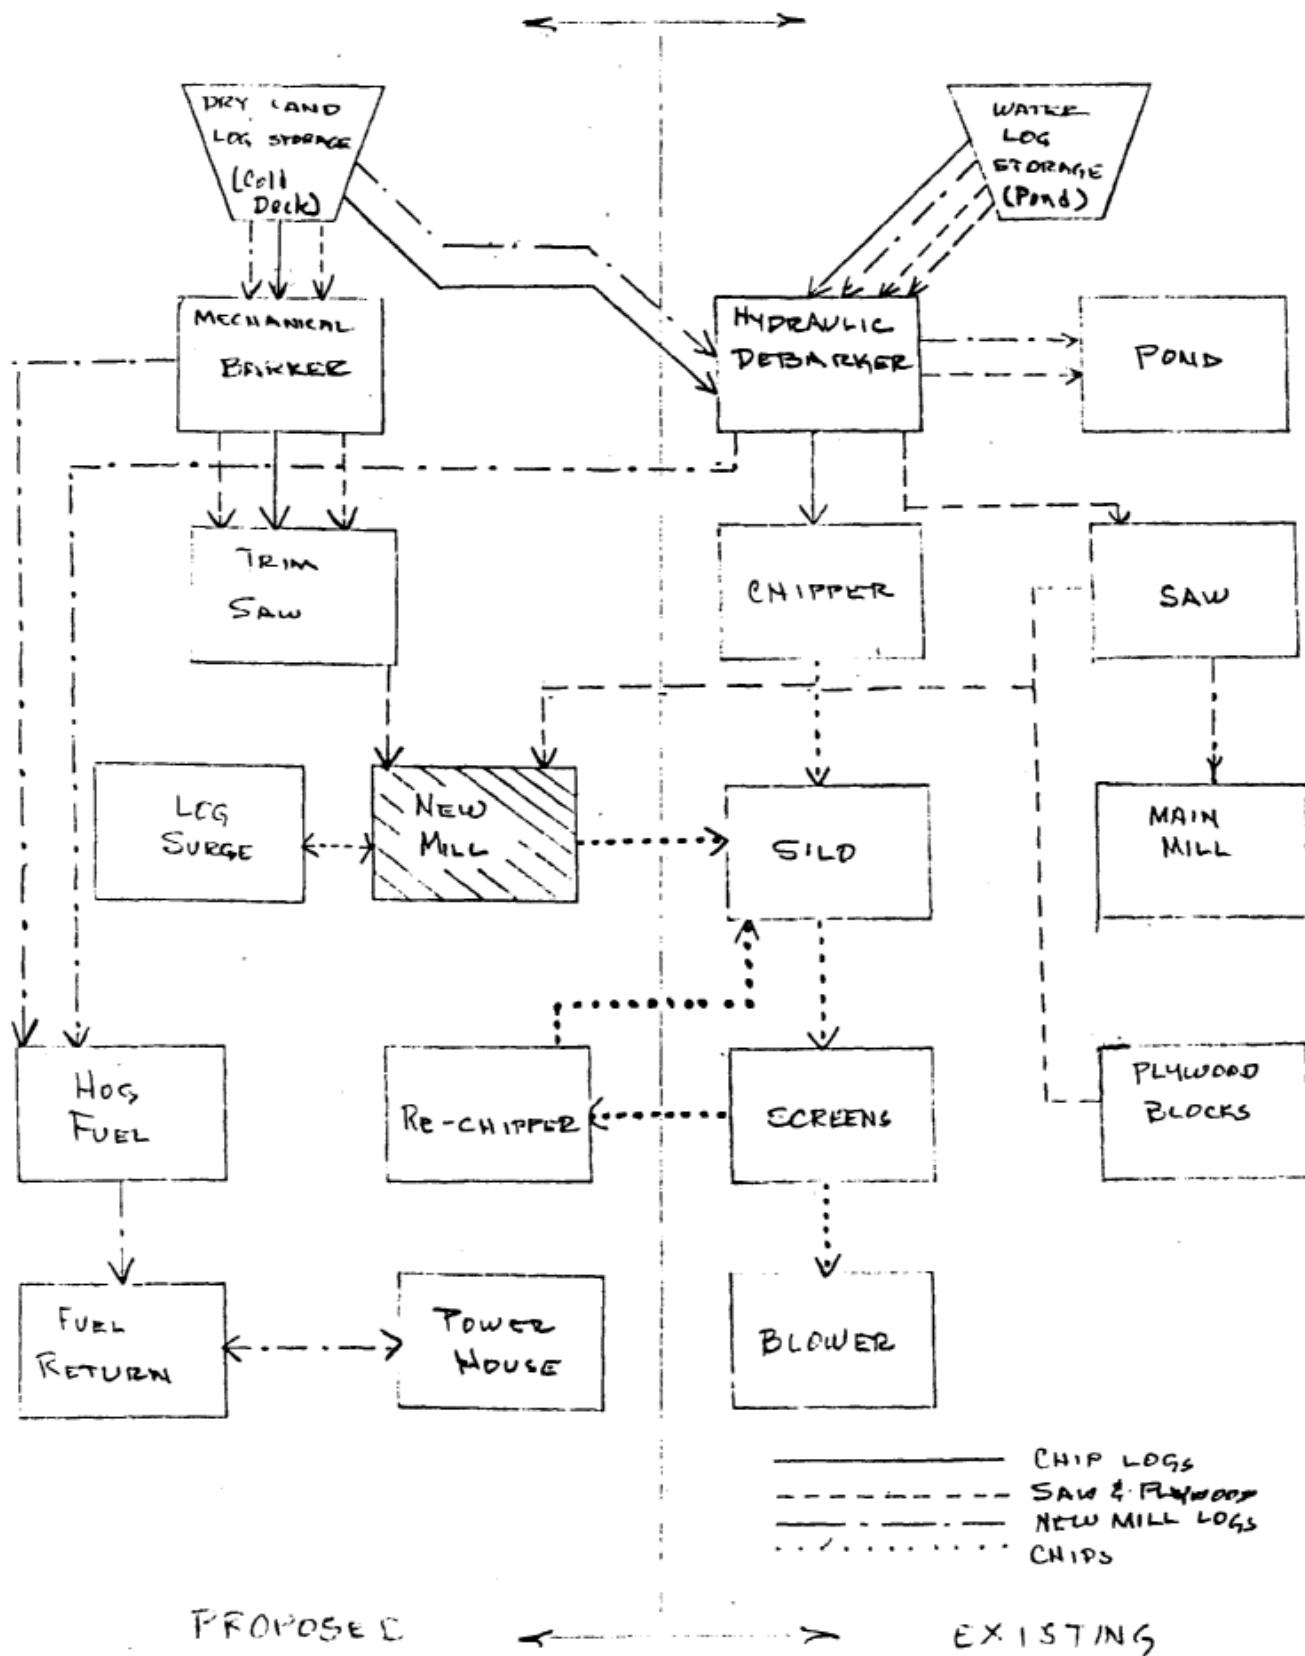 DRY LAND
LOG STORAGE
(Cold
Deck)
WATER
LOG
STORAGE
(Pond)
MECHANICAL
BARKER
HYDRAULIC
DEBARKER
POND
TRIM
SAW
CHIPPER
SAW
LOG
SURGE
NEW
MILL
SILO
MAIN
MILL
HOG
FUEL
RE-CHIPPER
SCREENS
PLYWOOD
BLOCKS
FUEL
RETURN
POWER
HOUSE
BLOWER
CHIP LOGS
SAW & PLYWOOD
NEW MILL LOGS
CHIPS
PROPOSED
EXISTING